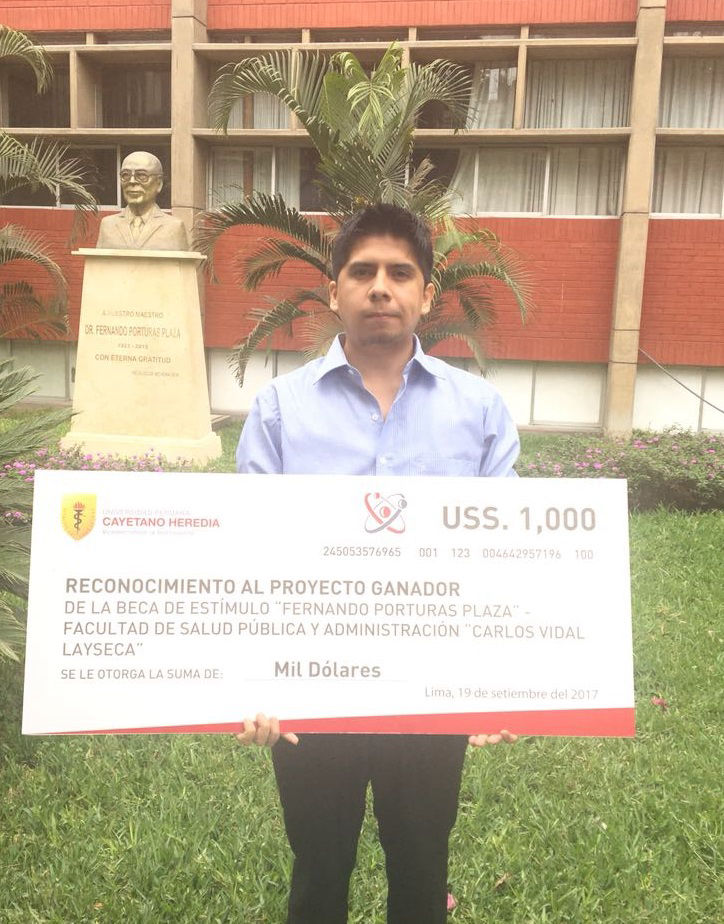 A NUESTRO MAESTRO
DR. FERNANDO PORTURAS PLAZA
CON ETERNA GRATITUD
UNIVERSIDAD PERUANA
CAYETANO HEREDIA
US$. 1,000
245053576965 001 123 004642957196 100
RECONOCIMIENTO AL PROYECTO GANADOR
DE LA BECA DE ESTÍMULO "FERNANDO PORTURAS PLAZA" -
FACULTAD DE SALUD PÚBLICA Y ADMINISTRACIÓN "CARLOS VIDAL
LAYSECA"
SE LE OTORGA LA SUMA DE: Mil Dólares
Lima, 19 de setiembre del 2017